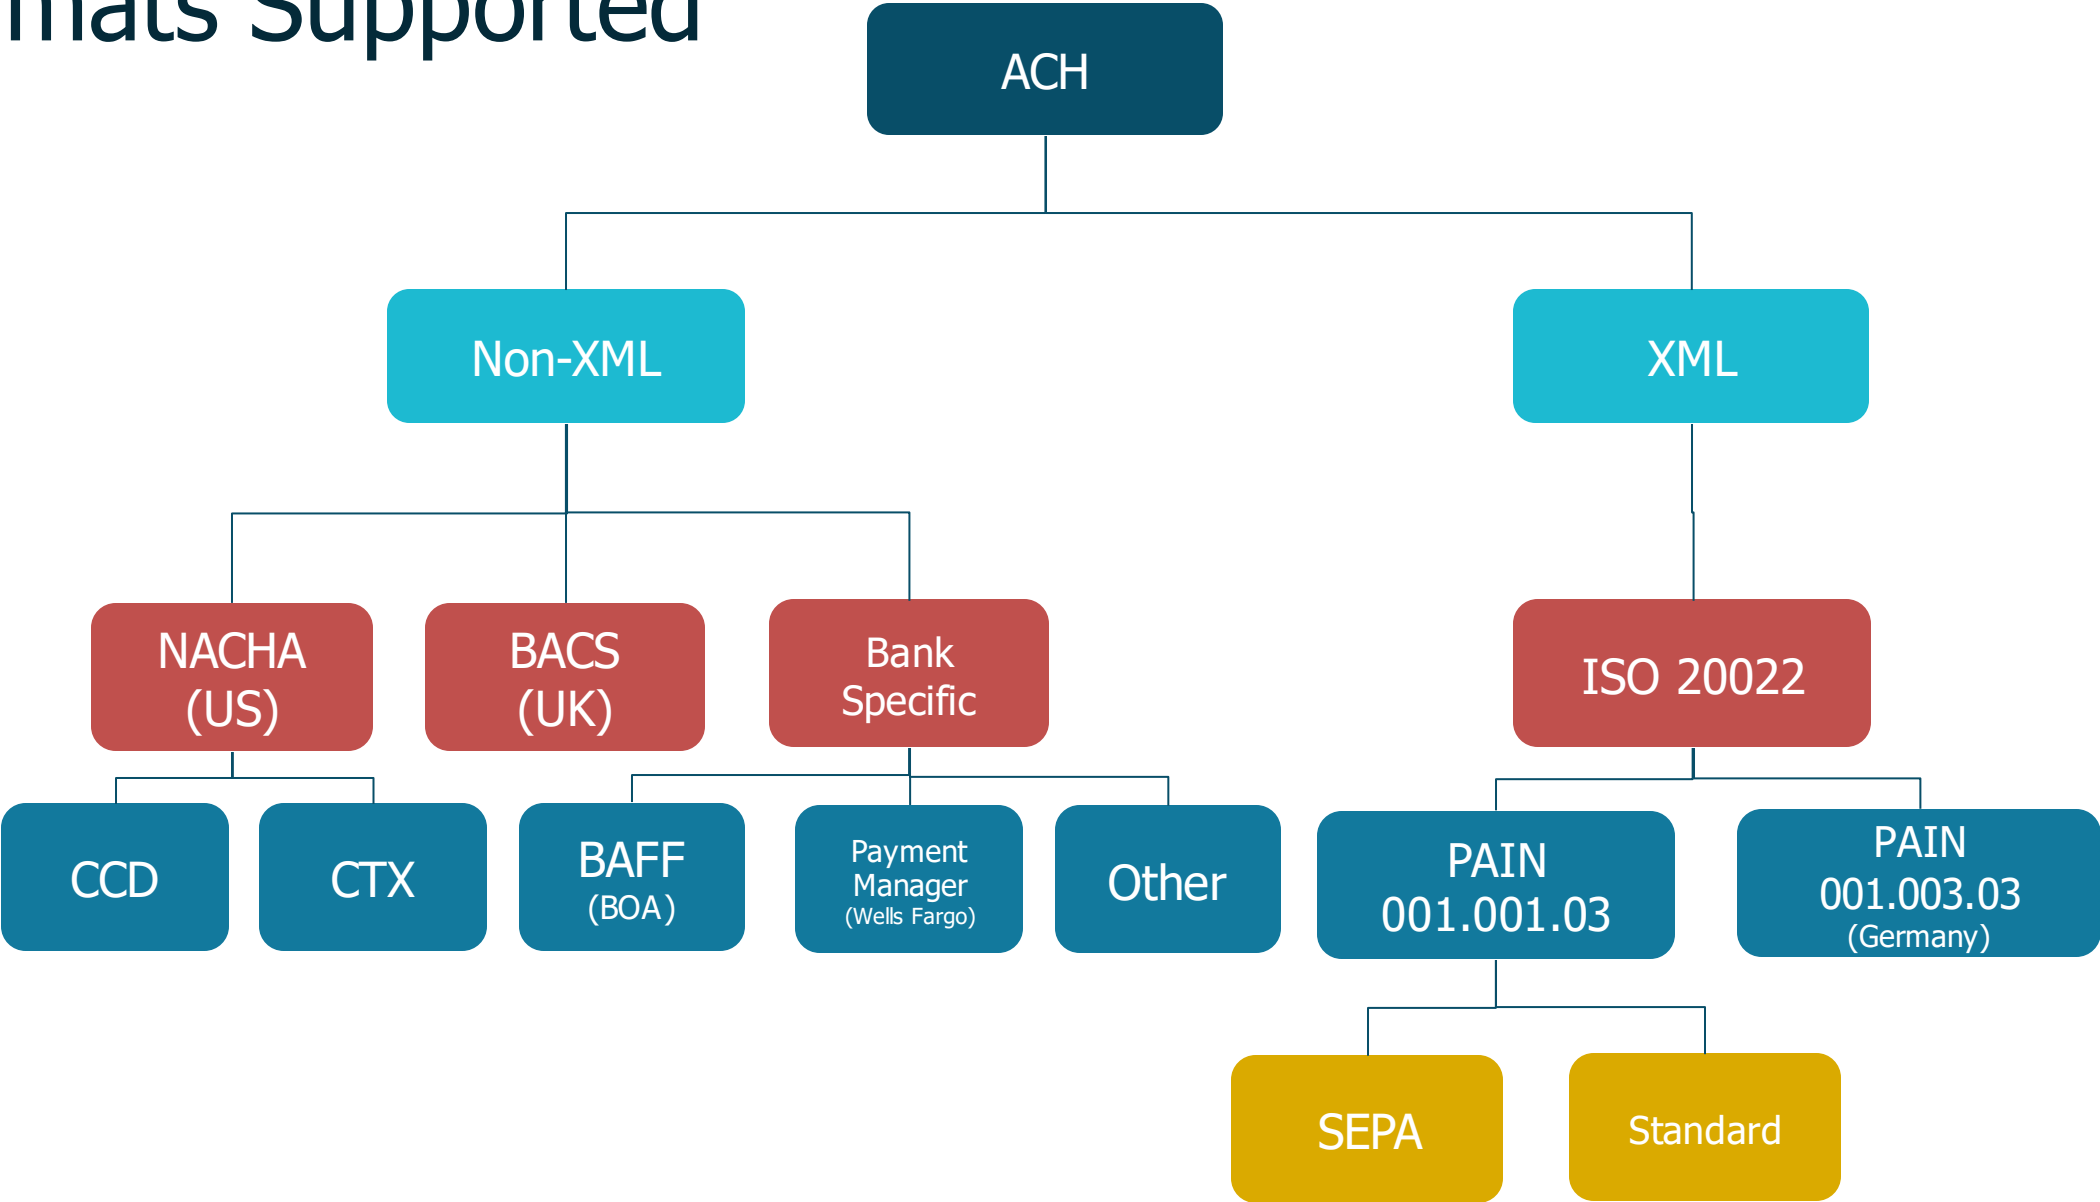 mats Supported
ACH
Non-XML
XML
NACHA
(US)
BACS
(UK)
Bank
Specific
ISO 20022
CCD
CTX
BAFF
(BOA)
Payment
Manager
(Wells Fargo)
Other
PAIN
001.001.03
PAIN
001.003.03
(Germany)
SEPA
Standard